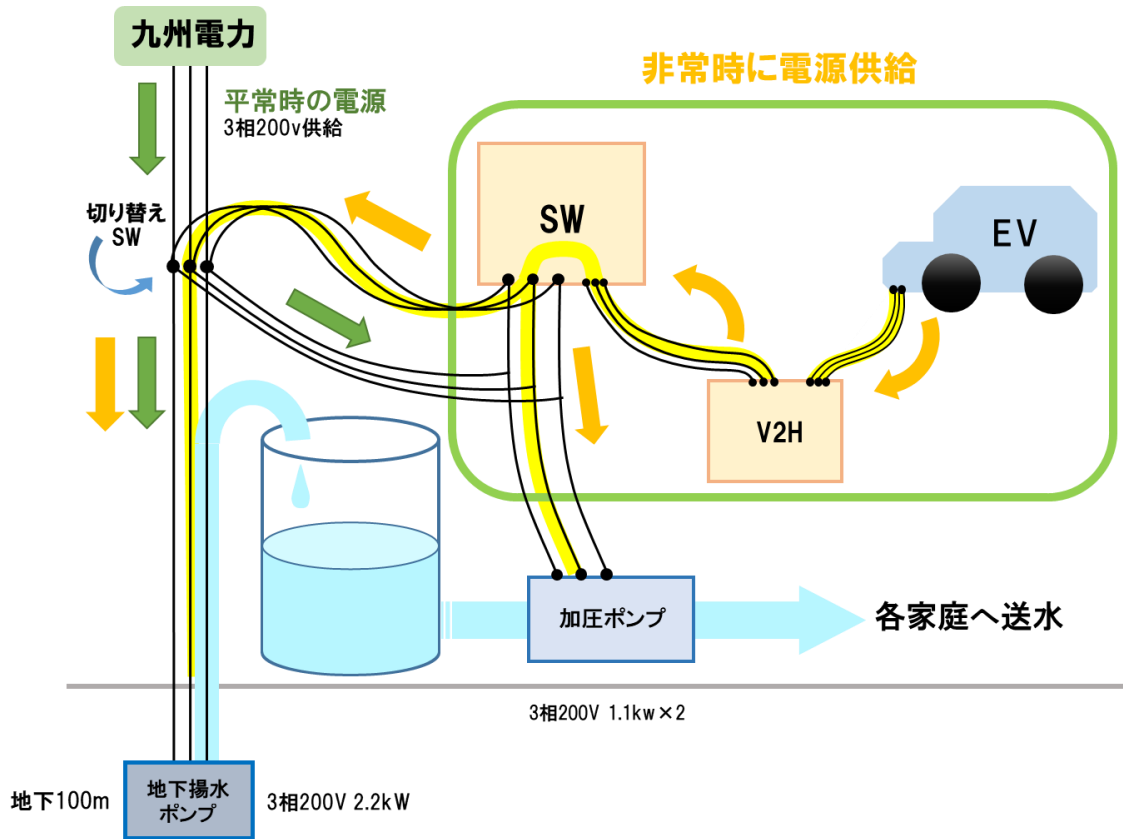 九州電力
非常時に電源供給
平常時の電源
3相200v供給
切り替え
SW
SW
EV
V2H
加圧ポンプ
各家庭へ送水
3相200V 1.1kw×2
地下100m
地下揚水
ポンプ
3相200V 2.2kW